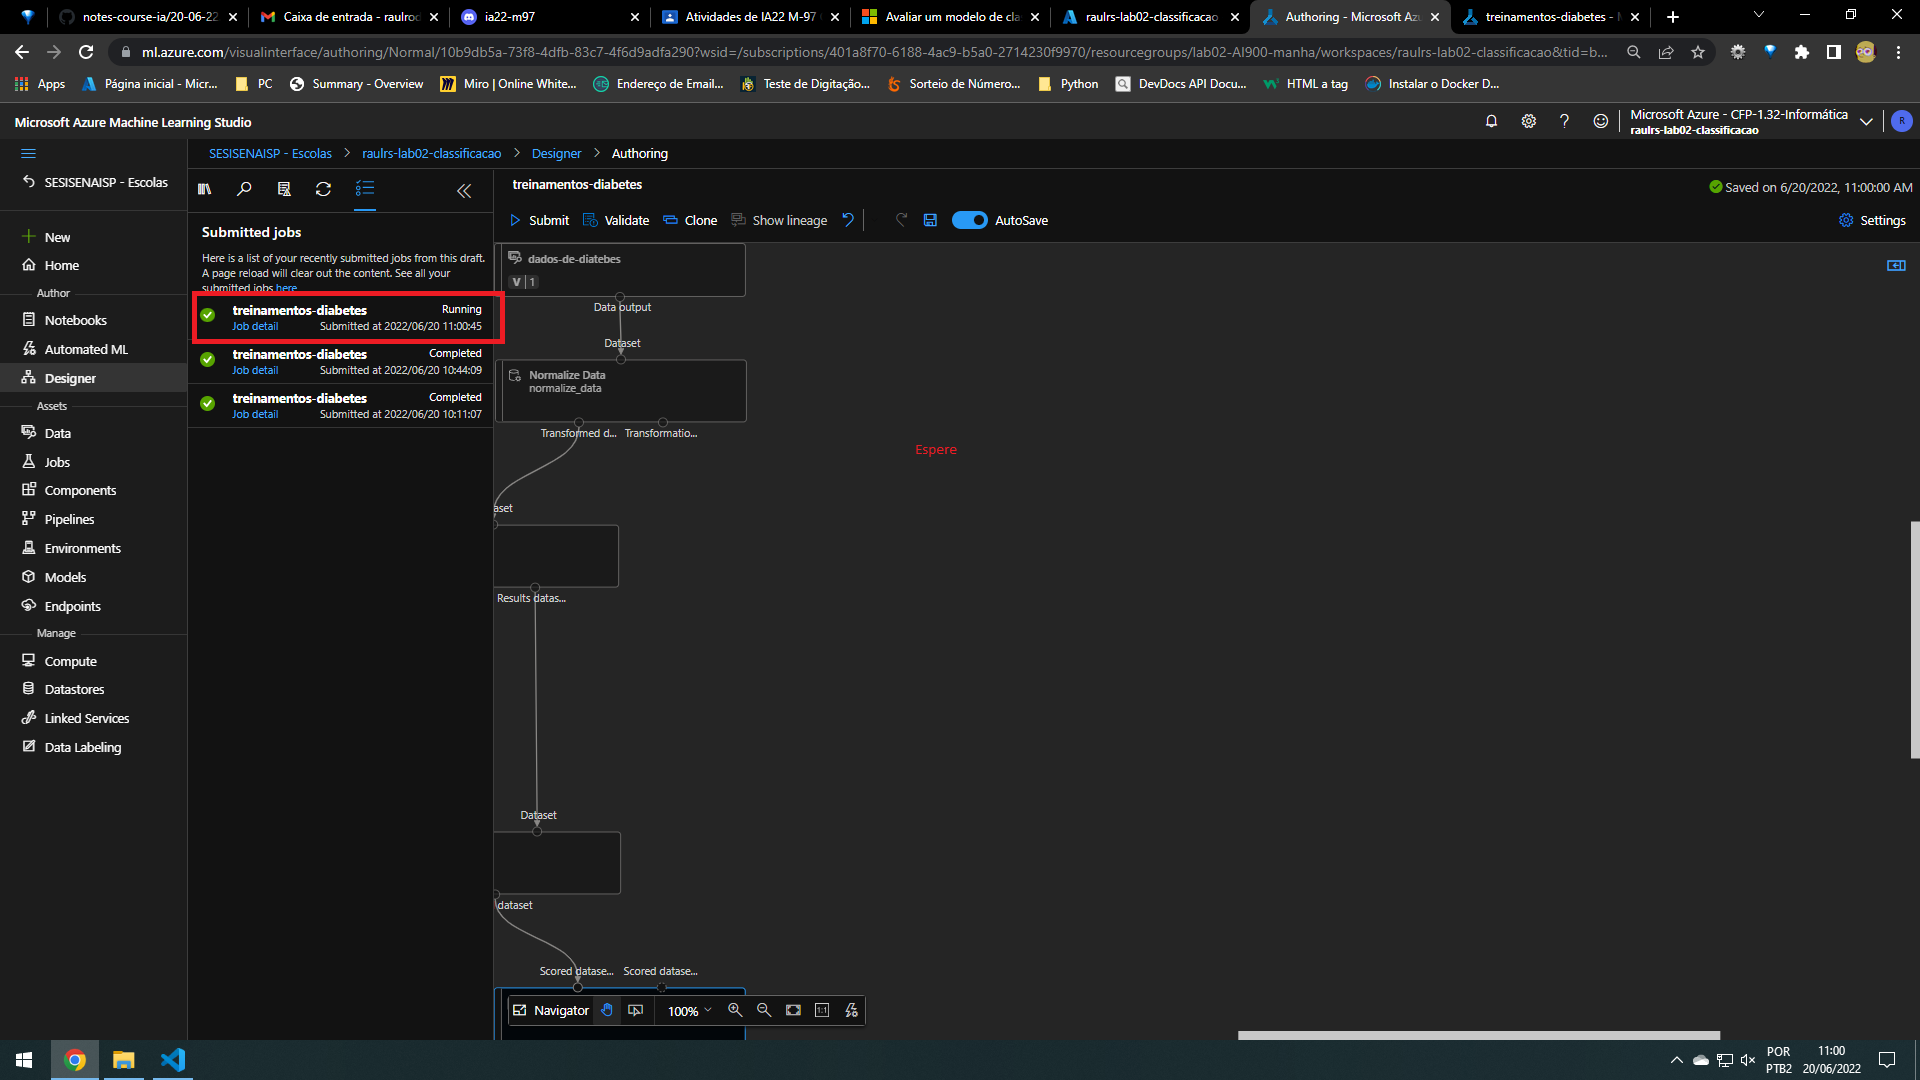 notes-course-ia/20-06-22
Caixa de entrada - raulrod
ia22-m97
Atividades de IA22 M-97
Avaliar um modelo de cla
raulrs-lab02-classificacao
Authoring - Microsoft Azu
treinamentos-diabetes - M
ml.azure.com/visualinterface/authoring/Normal/10b9db5a-73f8-4dfb-83c7-4f6d9adfa290?wsid=/subscriptions/401a8f70-6188-4ac9-b5a0-2714230f9970/resourcegroups/lab02-AI900-manha/workspaces/raulrs-lab02-classificacao&tid=b...
Apps
Página inicial - Micr...
PC
Summary - Overview
Miro | Online White...
Endereço de Email...
Teste de Digitação...
Sorteio de Número...
Python
DevDocs API Docu...
HTML a tag
Instalar o Docker D...
Microsoft Azure Machine Learning Studio
Microsoft Azure - CFP-1.32-Informática
raulrs-lab02-classificacao
R
SESISENAISP - Escolas
New
Home
Author
Notebooks
Automated ML
Designer
Assets
Data
Jobs
Components
Pipelines
Environments
Models
Endpoints
Manage
Compute
Datastores
Linked Services
Data Labeling
SESISENAISP - Escolas > raulrs-lab02-classificacao > Designer > Authoring
Submitted jobs
Here is a list of your recently submitted jobs from this draft.
A page reload will clear out the content. See all your
submitted jobs here
treinamentos-diabetes Running
Job detail Submitted at 2022/06/20 11:00:45
treinamentos-diabetes Completed
Job detail Submitted at 2022/06/20 10:44:09
treinamentos-diabetes Completed
Job detail Submitted at 2022/06/20 10:11:07
treinamentos-diabetes
Saved on 6/20/2022, 11:00:00 AM
Submit Validate Clone Show lineage AutoSave
Settings
dados-de-diatebes
V 1
Data output
Dataset
Normalize Data
normalize_data
Transformed d... Transformatio...
Espere
aset
Results datas...
Dataset
dataset
Scored datase... Scored datase...
Navigator
100%
1:1
POR
PTB2
11:00
20/06/2022